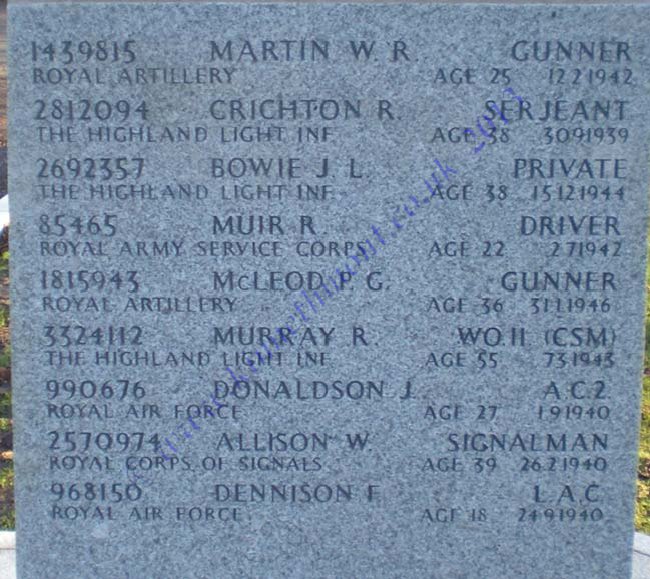 1439815 MARTIN W. R. GUNNER
ROYAL ARTILLERY AGE 25 12.2.1942
2812094 CRICHTON R. SERJEANT
THE HIGHLAND LIGHT INF. AGE 38 30.9.1939
2692357 BOWIE J. L. PRIVATE
THE HIGHLAND LIGHT INF. AGE 38 15.12.1944
85465 MUIR R. DRIVER
ROYAL ARMY SERVICE CORPS AGE 22 2.7.1942
1815943 McLEOD P. G. GUNNER
ROYAL ARTILLERY AGE 36 31.1.1946
3324112 MURRAY R. WO.II (CSM)
THE HIGHLAND LIGHT INF. AGE 55 7.3.1943
990676 DONALDSON J. A.C.2.
ROYAL AIR FORCE AGE 27 1.9.1940
2570974 ALLISON W. SIGNALMAN
ROYAL CORPS OF SIGNALS AGE 39 26.2.1940
968150 DENNISON F. L.A.C.
ROYAL AIR FORCE AGE 18 24.9.1940